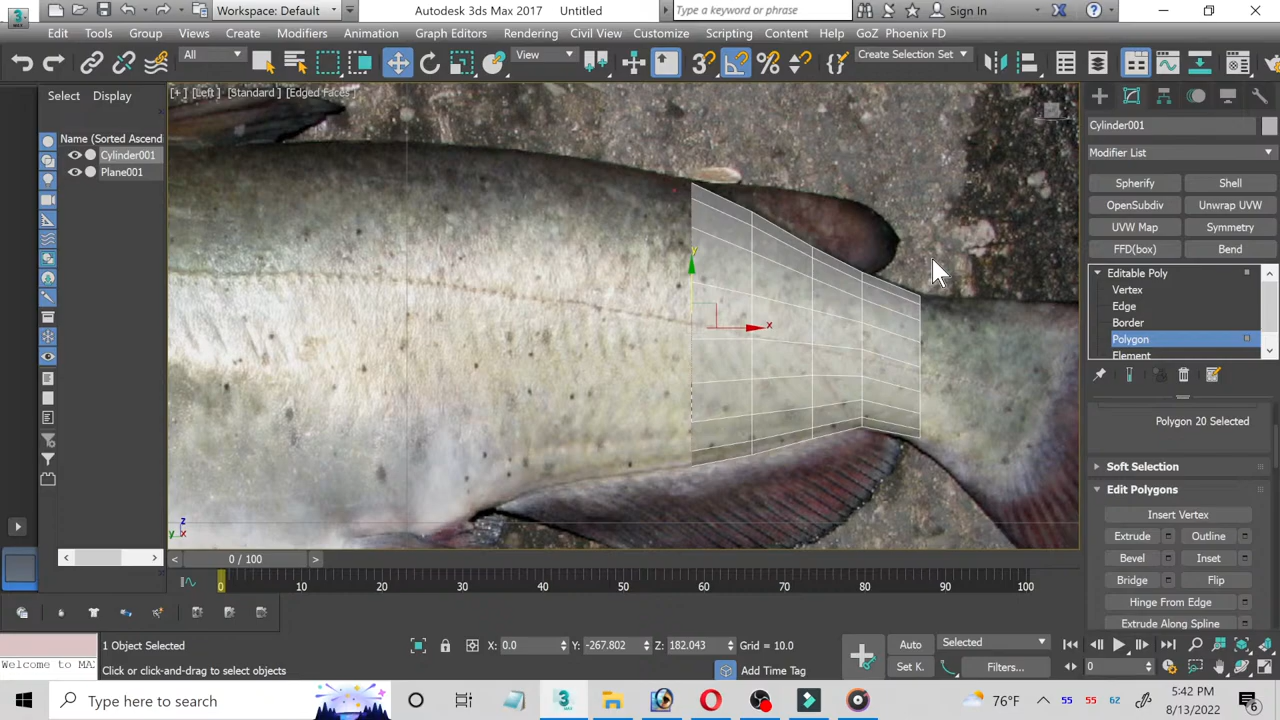 Workspace: Default
Autodesk 3ds Max 2017
Untitled
Type a keyword or phrase
Sign In
Edit
Tools
Group
Views
Create
Modifiers
Animation
Graph Editors
Rendering
Civil View
Customize
Scripting
Content
Help
GoZ
Phoenix FD
All
View
Create Selection Set
Select
Display
[+] [Left] [Standard] [Edged Faces]
Name (Sorted Ascend
Cylinder001
Plane001
y
x
z
y x
Cylinder001
Modifier List
Spherify
Shell
OpenSubdiv
Unwrap UVW
UVW Map
Symmetry
FFD(box)
Bend
Editable Poly
Vertex
Edge
Border
Polygon
Element
Polygon 20 Selected
Soft Selection
Edit Polygons
Insert Vertex
Extrude
Outline
Bevel
Inset
Bridge
Flip
Hinge From Edge
Extrude Along Spline
< 0 / 100 >
0 10 20 30 40 50 60 70 80 90 100
1 Object Selected
X: 0.0
Y: -267.802
Z: 182.043
Grid = 10.0
Auto
Selected
Welcome to MA
Click or click-and-drag to select objects
Add Time Tag
Set K.
Filters...
0
Type here to search
76°F
55 55 62
5:42 PM
8/13/2022
6